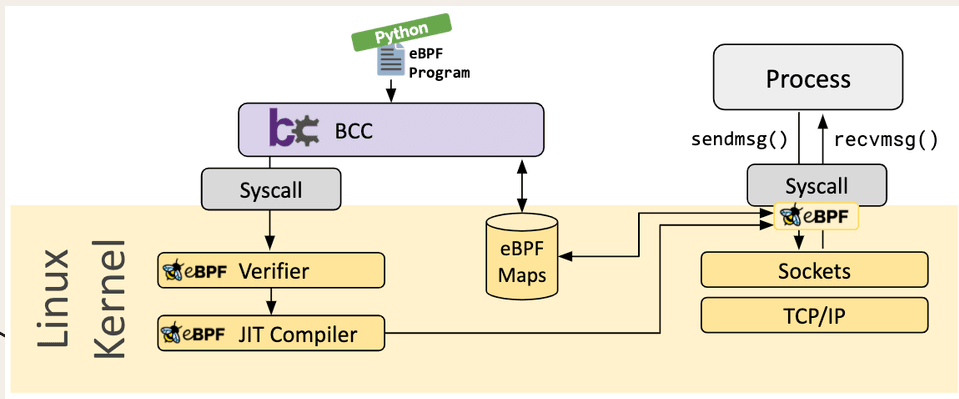 Python
eBPF
Program
bc BCC
Process
sendmsg()
recvmsg()
Syscall
Syscall
eBPF
eBPF
Maps
Linux
Kernel
eBPF Verifier
eBPF JIT Compiler
Sockets
TCP/IP